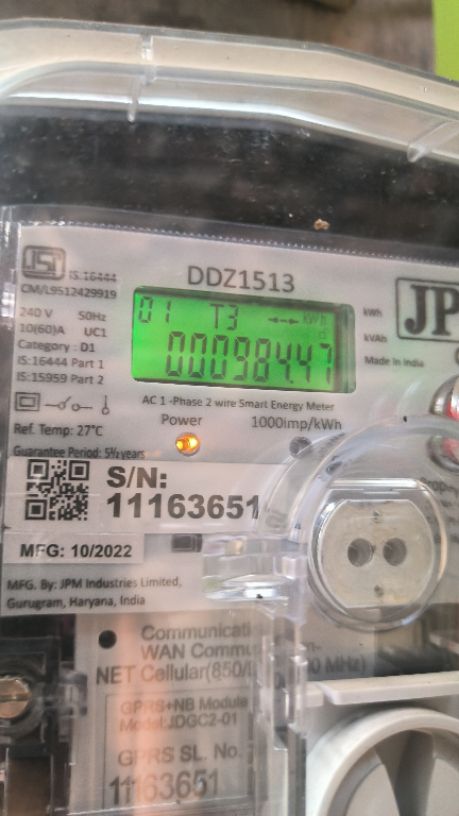 DDZ1513
ISI IS:16444
CM/L9512429919
240 V 50Hz
10(60)A UC1
Category : D1
IS:16444 Part 1
IS:15959 Part 2
01 T3 kWh
00098447
kWh
kVAh
JP
Made in India
AC 1 -Phase 2 wire Smart Energy Meter
Power 1000imp/kWh
Ref. Temp: 27°C
Guarantee Period: 5½ years
S/N:
11163651
MFG: 10/2022
MFG. By: JPM Industries Limited,
Gurugram, Haryana, India
Communicati
WAN Commu
NET Cellular(850/
0 MHz)
GPRS+NB Module
Model:JDGC2-01
GPRS SL. No.
11163651